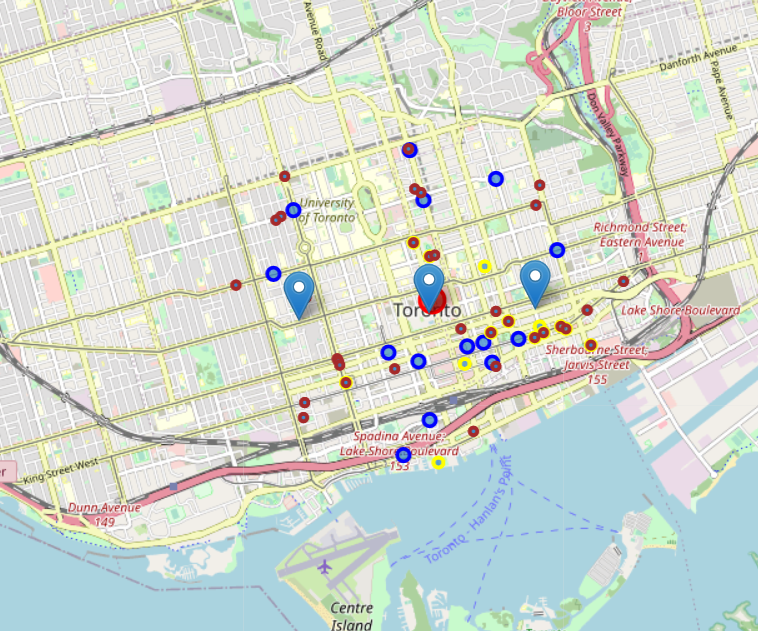 Bloor Street
3
Avenue Road
Danforth Avenue
Pape Avenue
Don Valley Parkway
University
of Toronto
Richmond Street;
Eastern Avenue
1
Toronto
Lake Shore Boulevard
Sherbourne Street;
Jarvis Street
155
Spadina Avenue;
Lake Shore Boulevard
153
King Street West
er
Dunn Avenue
149
Toronto - Hanlan's Point
Centre
Island